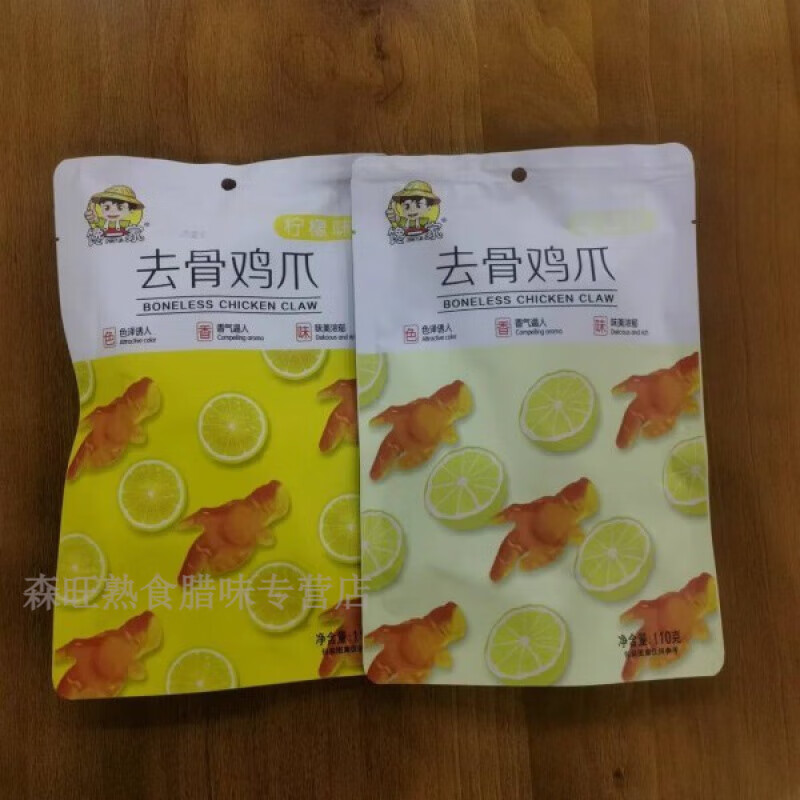 柠檬味
去骨鸡爪
BONELESS CHICKEN CLAW
色
色泽诱人
Attractive color
香
香气逼人
Compelling aroma
味
味美浓郁
Delicious and
净含量:1
去骨鸡爪
BONELESS CHICKEN CLAW
色
色泽诱人
Attractive color
香
香气逼人
Compelling aroma
味
味美浓郁
Delicious and rich
净含量:110克
森旺熟食腊味专营店